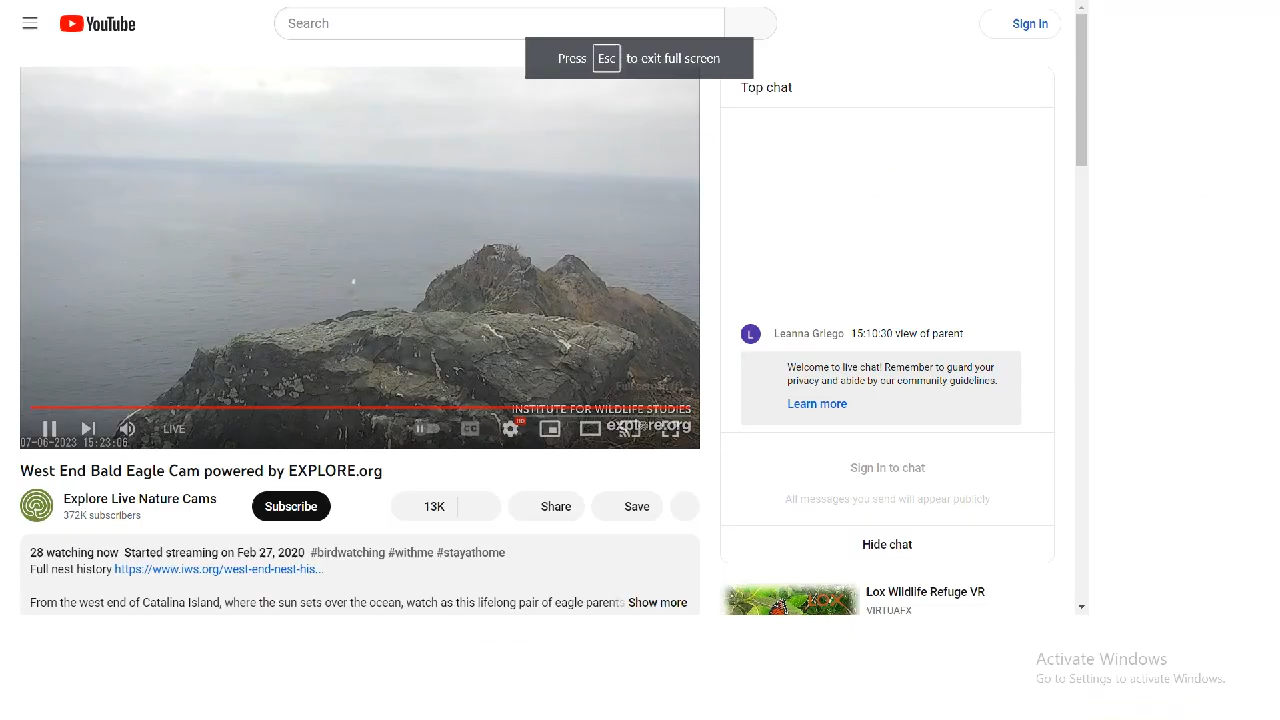 YouTube
Search
Sign in
Press Esc to exit full screen
Top chat
L Leanna Griego 15:10:30 view of parent
Welcome to live chat! Remember to guard your
privacy and abide by our community guidelines.
Learn more
Full screen (f)
INSTITUTE FOR WILDLIFE STUDIES
LIVE
CC
HD
explore.org
07-06-2023 15:23:06
West End Bald Eagle Cam powered by EXPLORE.org
Explore Live Nature Cams
372K subscribers
Subscribe
13K
Share
Save
Sign in to chat
All messages you send will appear publicly
Hide chat
28 watching now Started streaming on Feb 27, 2020 #birdwatching #withme #stayathome
Full nest history https://www.iws.org/west-end-nest-his...
From the west end of Catalina Island, where the sun sets over the ocean, watch as this lifelong pair of eagle parents Show more
LOX
Lox Wildlife Refuge VR
VIRTUAFX
Activate Windows
Go to Settings to activate Windows.